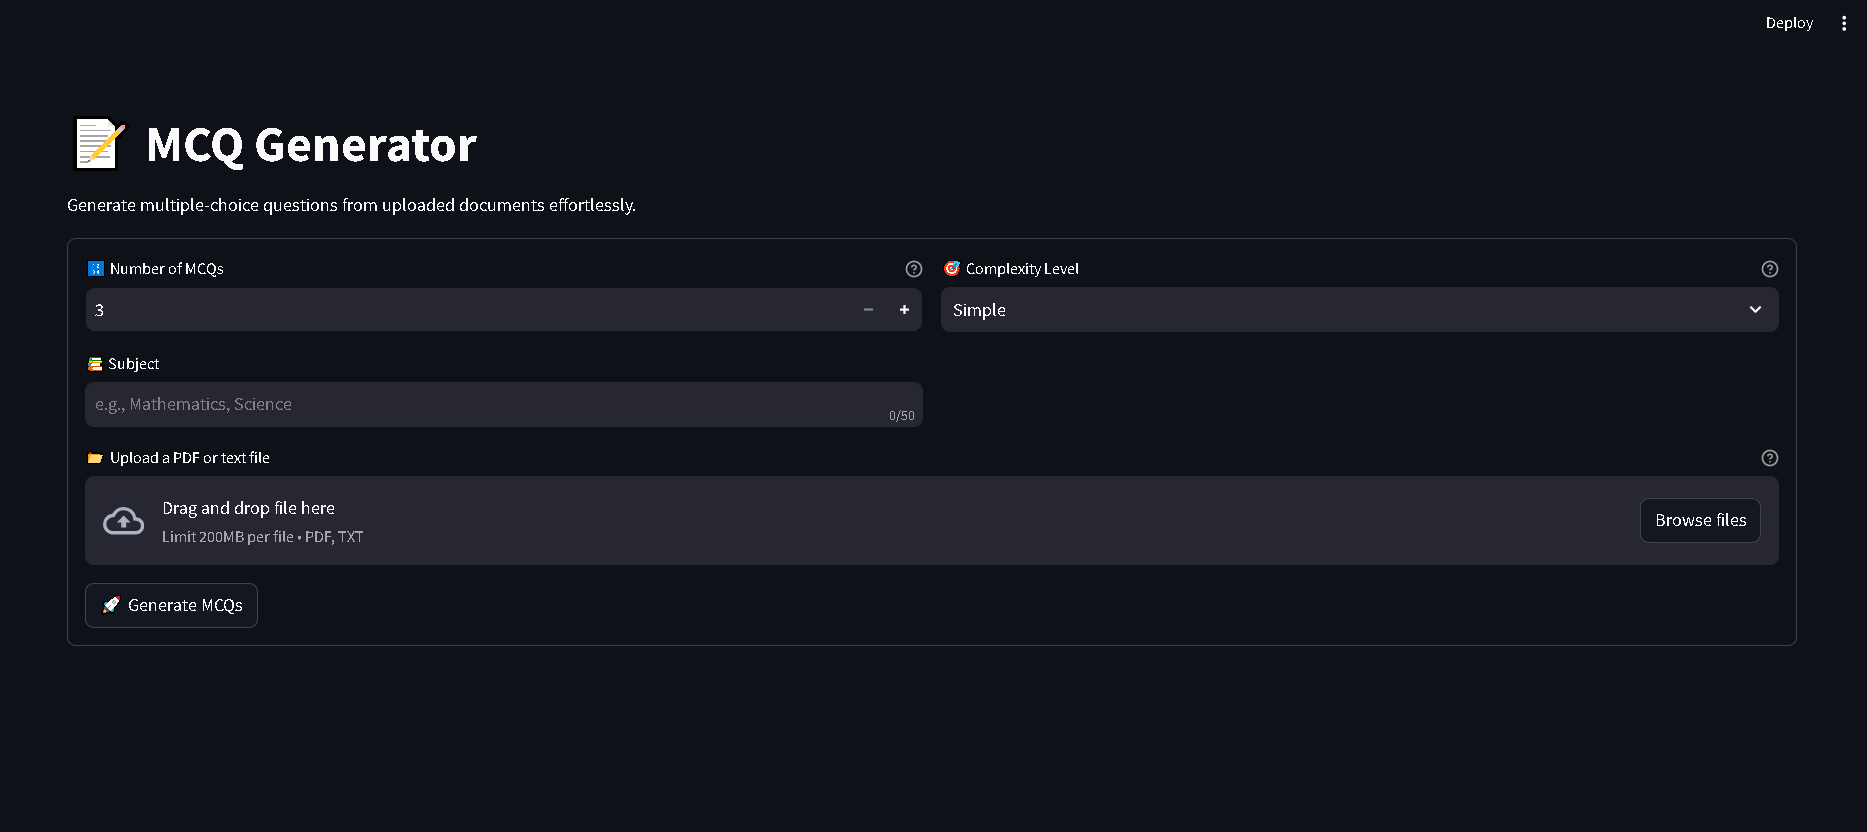 Deploy
MCQ Generator
Generate multiple-choice questions from uploaded documents effortlessly.
Number of MCQs
Complexity Level
3
Simple
Subject
e.g., Mathematics, Science
0/50
Upload a PDF or text file
Drag and drop file here
Limit 200MB per file • PDF, TXT
Browse files
Generate MCQs